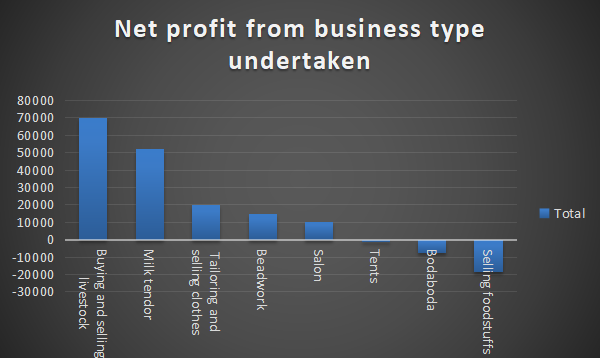 Net profit from business type
undertaken
80000
70000
60000
50000
40000
30000
20000
10000
0
-10000
-20000
-30000
Buying and selling
livestock
Milk tendor
Tailoring and
selling clothes
Beadwork
Salon
Tents
Bodaboda
Selling foodstuffs
Total